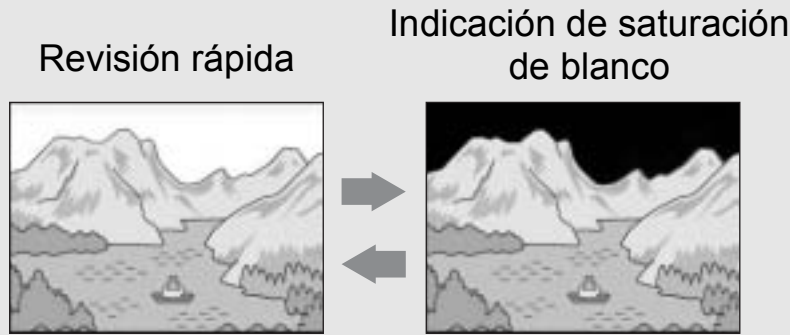 Revisión rápida
Indicación de saturación
de blanco